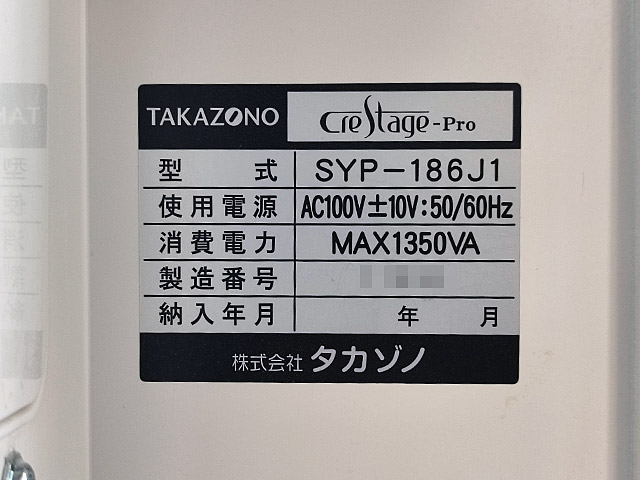 TAKAZONO CreStage-Pro
型式 SYP-186J1
使用電源 AC100V±10V:50/60Hz
消費電力 MAX1350VA
製造番号
納入年月 年 月
株式会社 タカゾノ